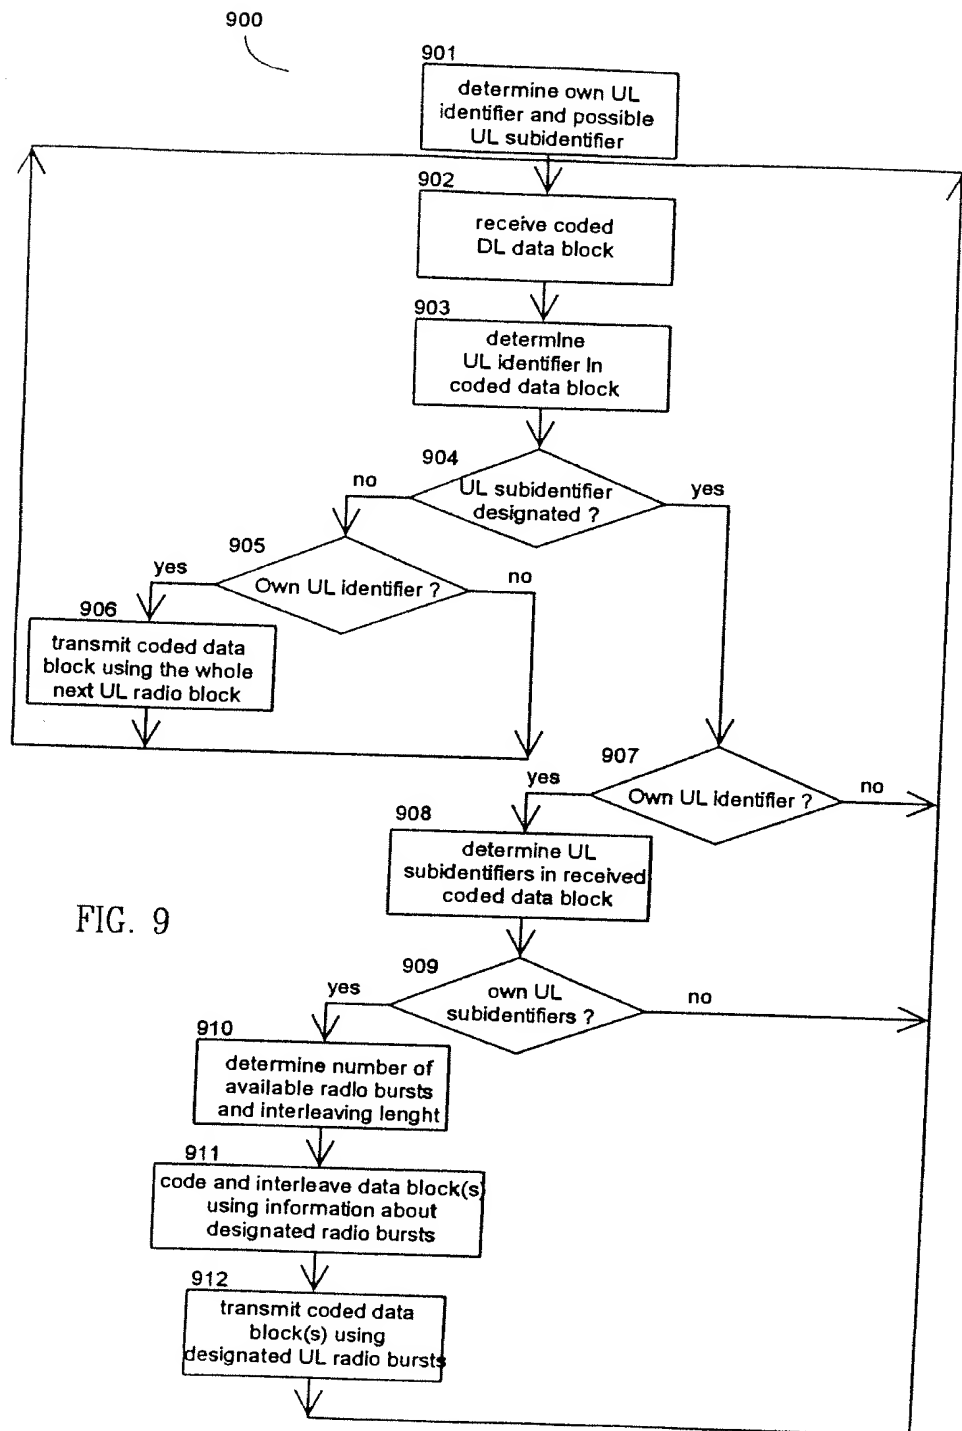 900
901
determine own UL
identifier and possible
UL subidentifier
902
receive coded
DL data block
903
determine
UL identifier in
coded data block
904
no
UL subidentifier
designated ?
yes
905
yes
Own UL identifier ?
no
906
transmit coded data
block using the whole
next UL radio block
907
yes
Own UL identifier ?
no
908
determine UL
subidentifiers in received
coded data block
FIG. 9
909
yes
own UL
subidentifiers ?
no
910
determine number of
available radio bursts
and interleaving lenght
911
code and interleave data block(s)
using information about
designated radio bursts
912
transmit coded data
block(s) using
designated UL radio bursts